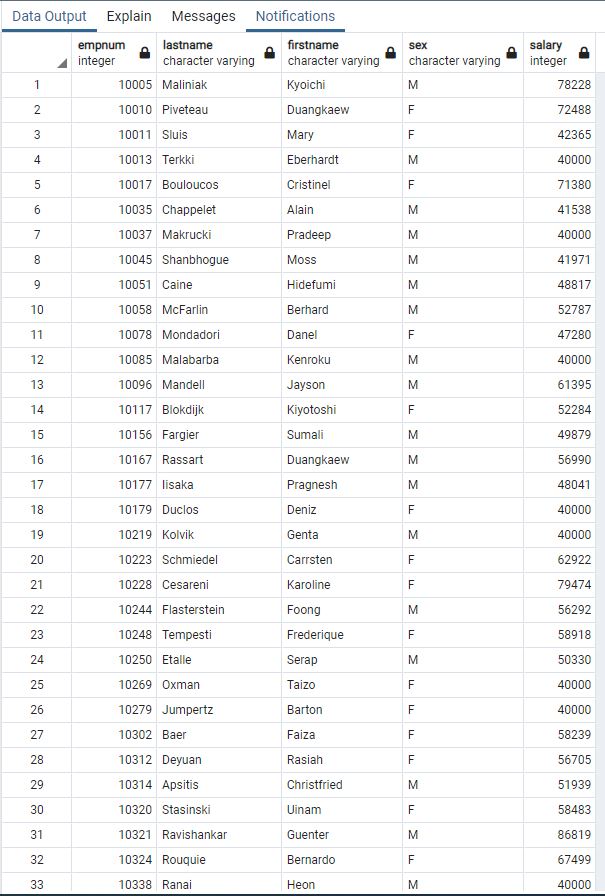 Data Output Explain Messages Notifications
empnum lastname firstname sex salary
integer character varying character varying character varying integer
1 10005 Maliniak Kyoichi M 78228
2 10010 Piveteau Duangkaew F 72488
3 10011 Sluis Mary F 42365
4 10013 Terkki Eberhardt M 40000
5 10017 Bouloucos Cristinel F 71380
6 10035 Chappelet Alain M 41538
7 10037 Makrucki Pradeep M 40000
8 10045 Shanbhogue Moss M 41971
9 10051 Caine Hidefumi M 48817
10 10058 McFarlin Berhard M 52787
11 10078 Mondadori Danel F 47280
12 10085 Malabarba Kenroku M 40000
13 10096 Mandell Jayson M 61395
14 10117 Blokdijk Kiyotoshi F 52284
15 10156 Fargier Sumali M 49879
16 10167 Rassart Duangkaew M 56990
17 10177 Iisaka Pragnesh M 48041
18 10179 Duclos Deniz F 40000
19 10219 Kolvik Genta M 40000
20 10223 Schmiedel Carrsten F 62922
21 10228 Cesareni Karoline F 79474
22 10244 Flasterstein Foong M 56292
23 10248 Tempesti Frederique F 58918
24 10250 Etalle Serap M 50330
25 10269 Oxman Taizo F 40000
26 10279 Jumpertz Barton F 40000
27 10302 Baer Faiza F 58239
28 10312 Deyuan Rasiah F 56705
29 10314 Apsitis Christfried M 51939
30 10320 Stasinski Uinam F 58483
31 10321 Ravishankar Guenter M 86819
32 10324 Rouquie Bernardo F 67499
33 10338 Ranai Heon M 40000